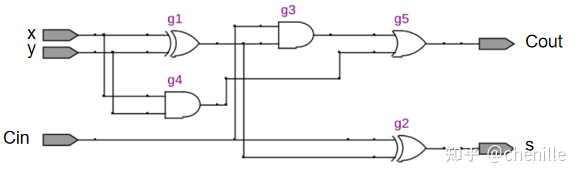 g1
g3
g5
x
y
Cout
g4
g2
Cin
s
知乎 @chenille